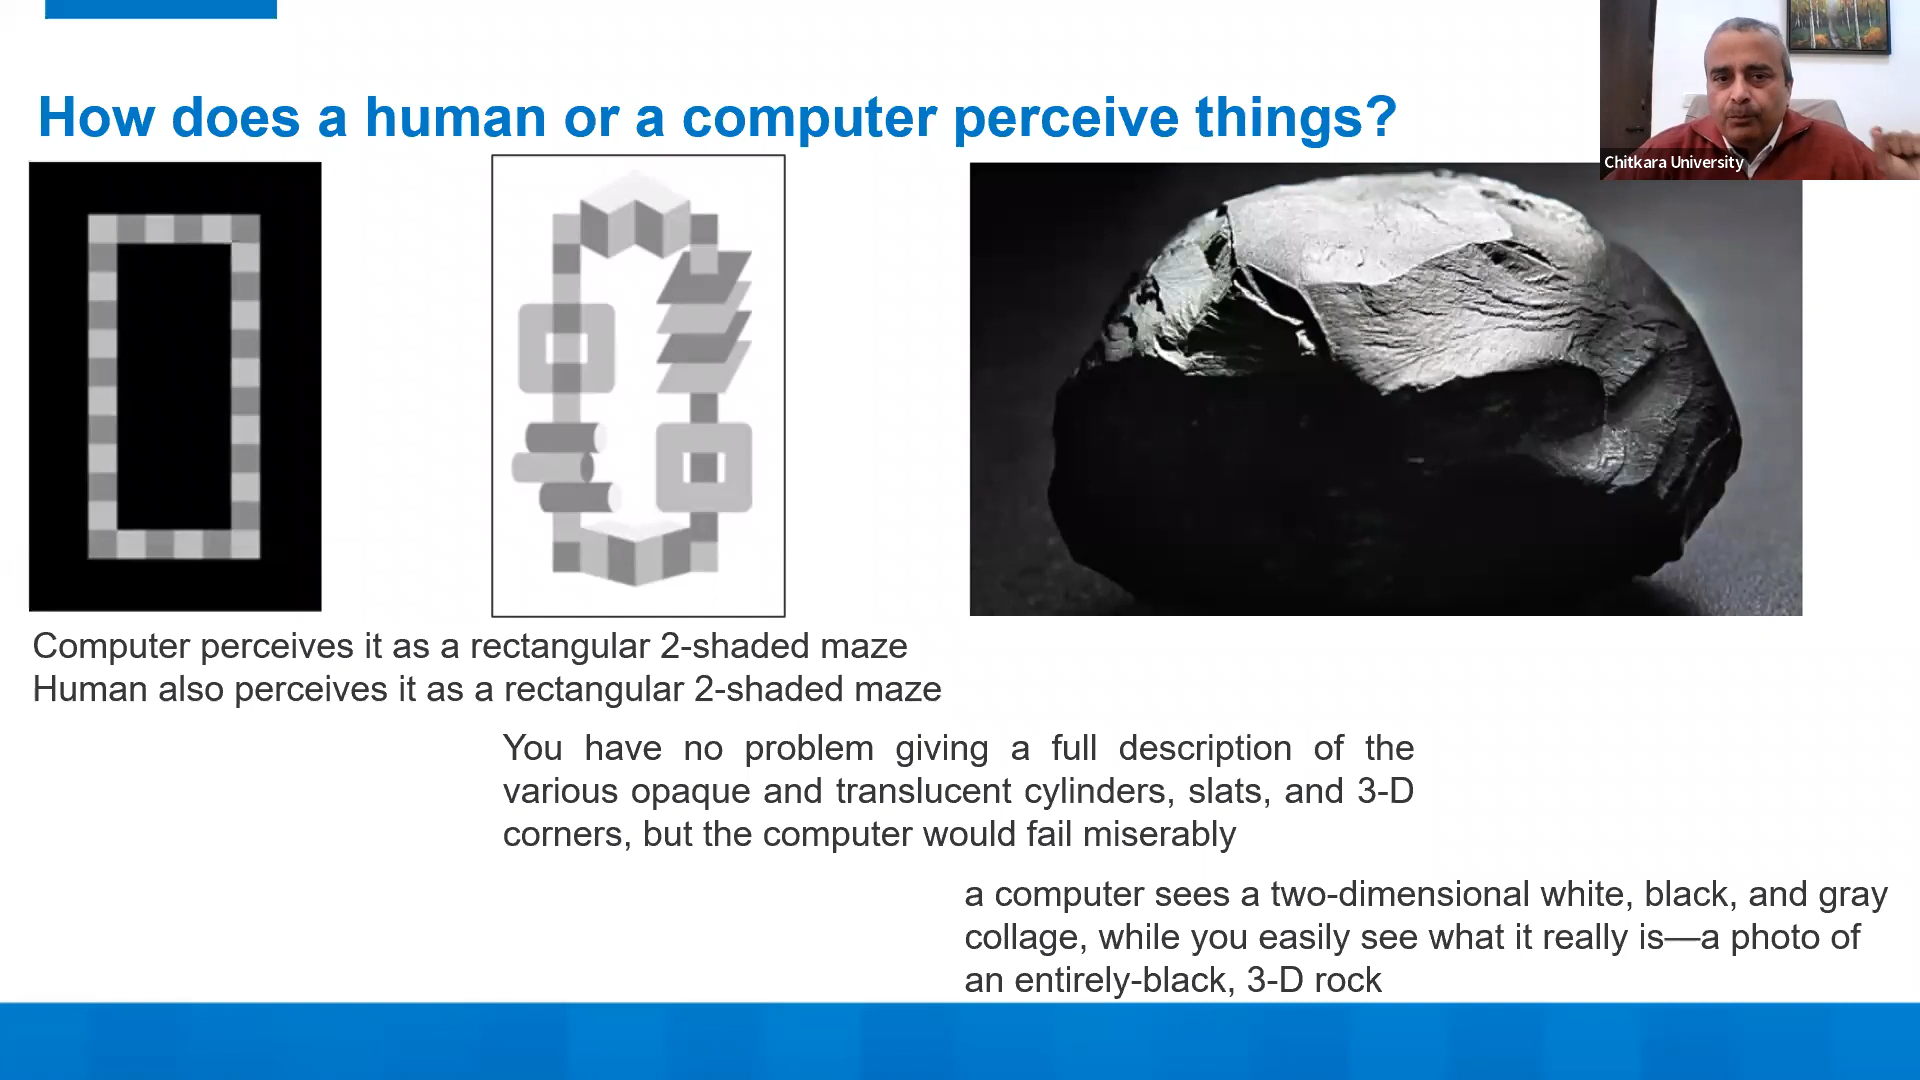 How does a human or a computer perceive things?
Chitkara University
Computer perceives it as a rectangular 2-shaded maze
Human also perceives it as a rectangular 2-shaded maze
You have no problem giving a full description of the
various opaque and translucent cylinders, slats, and 3-D
corners, but the computer would fail miserably
a computer sees a two-dimensional white, black, and gray
collage, while you easily see what it really is—a photo of
an entirely-black, 3-D rock